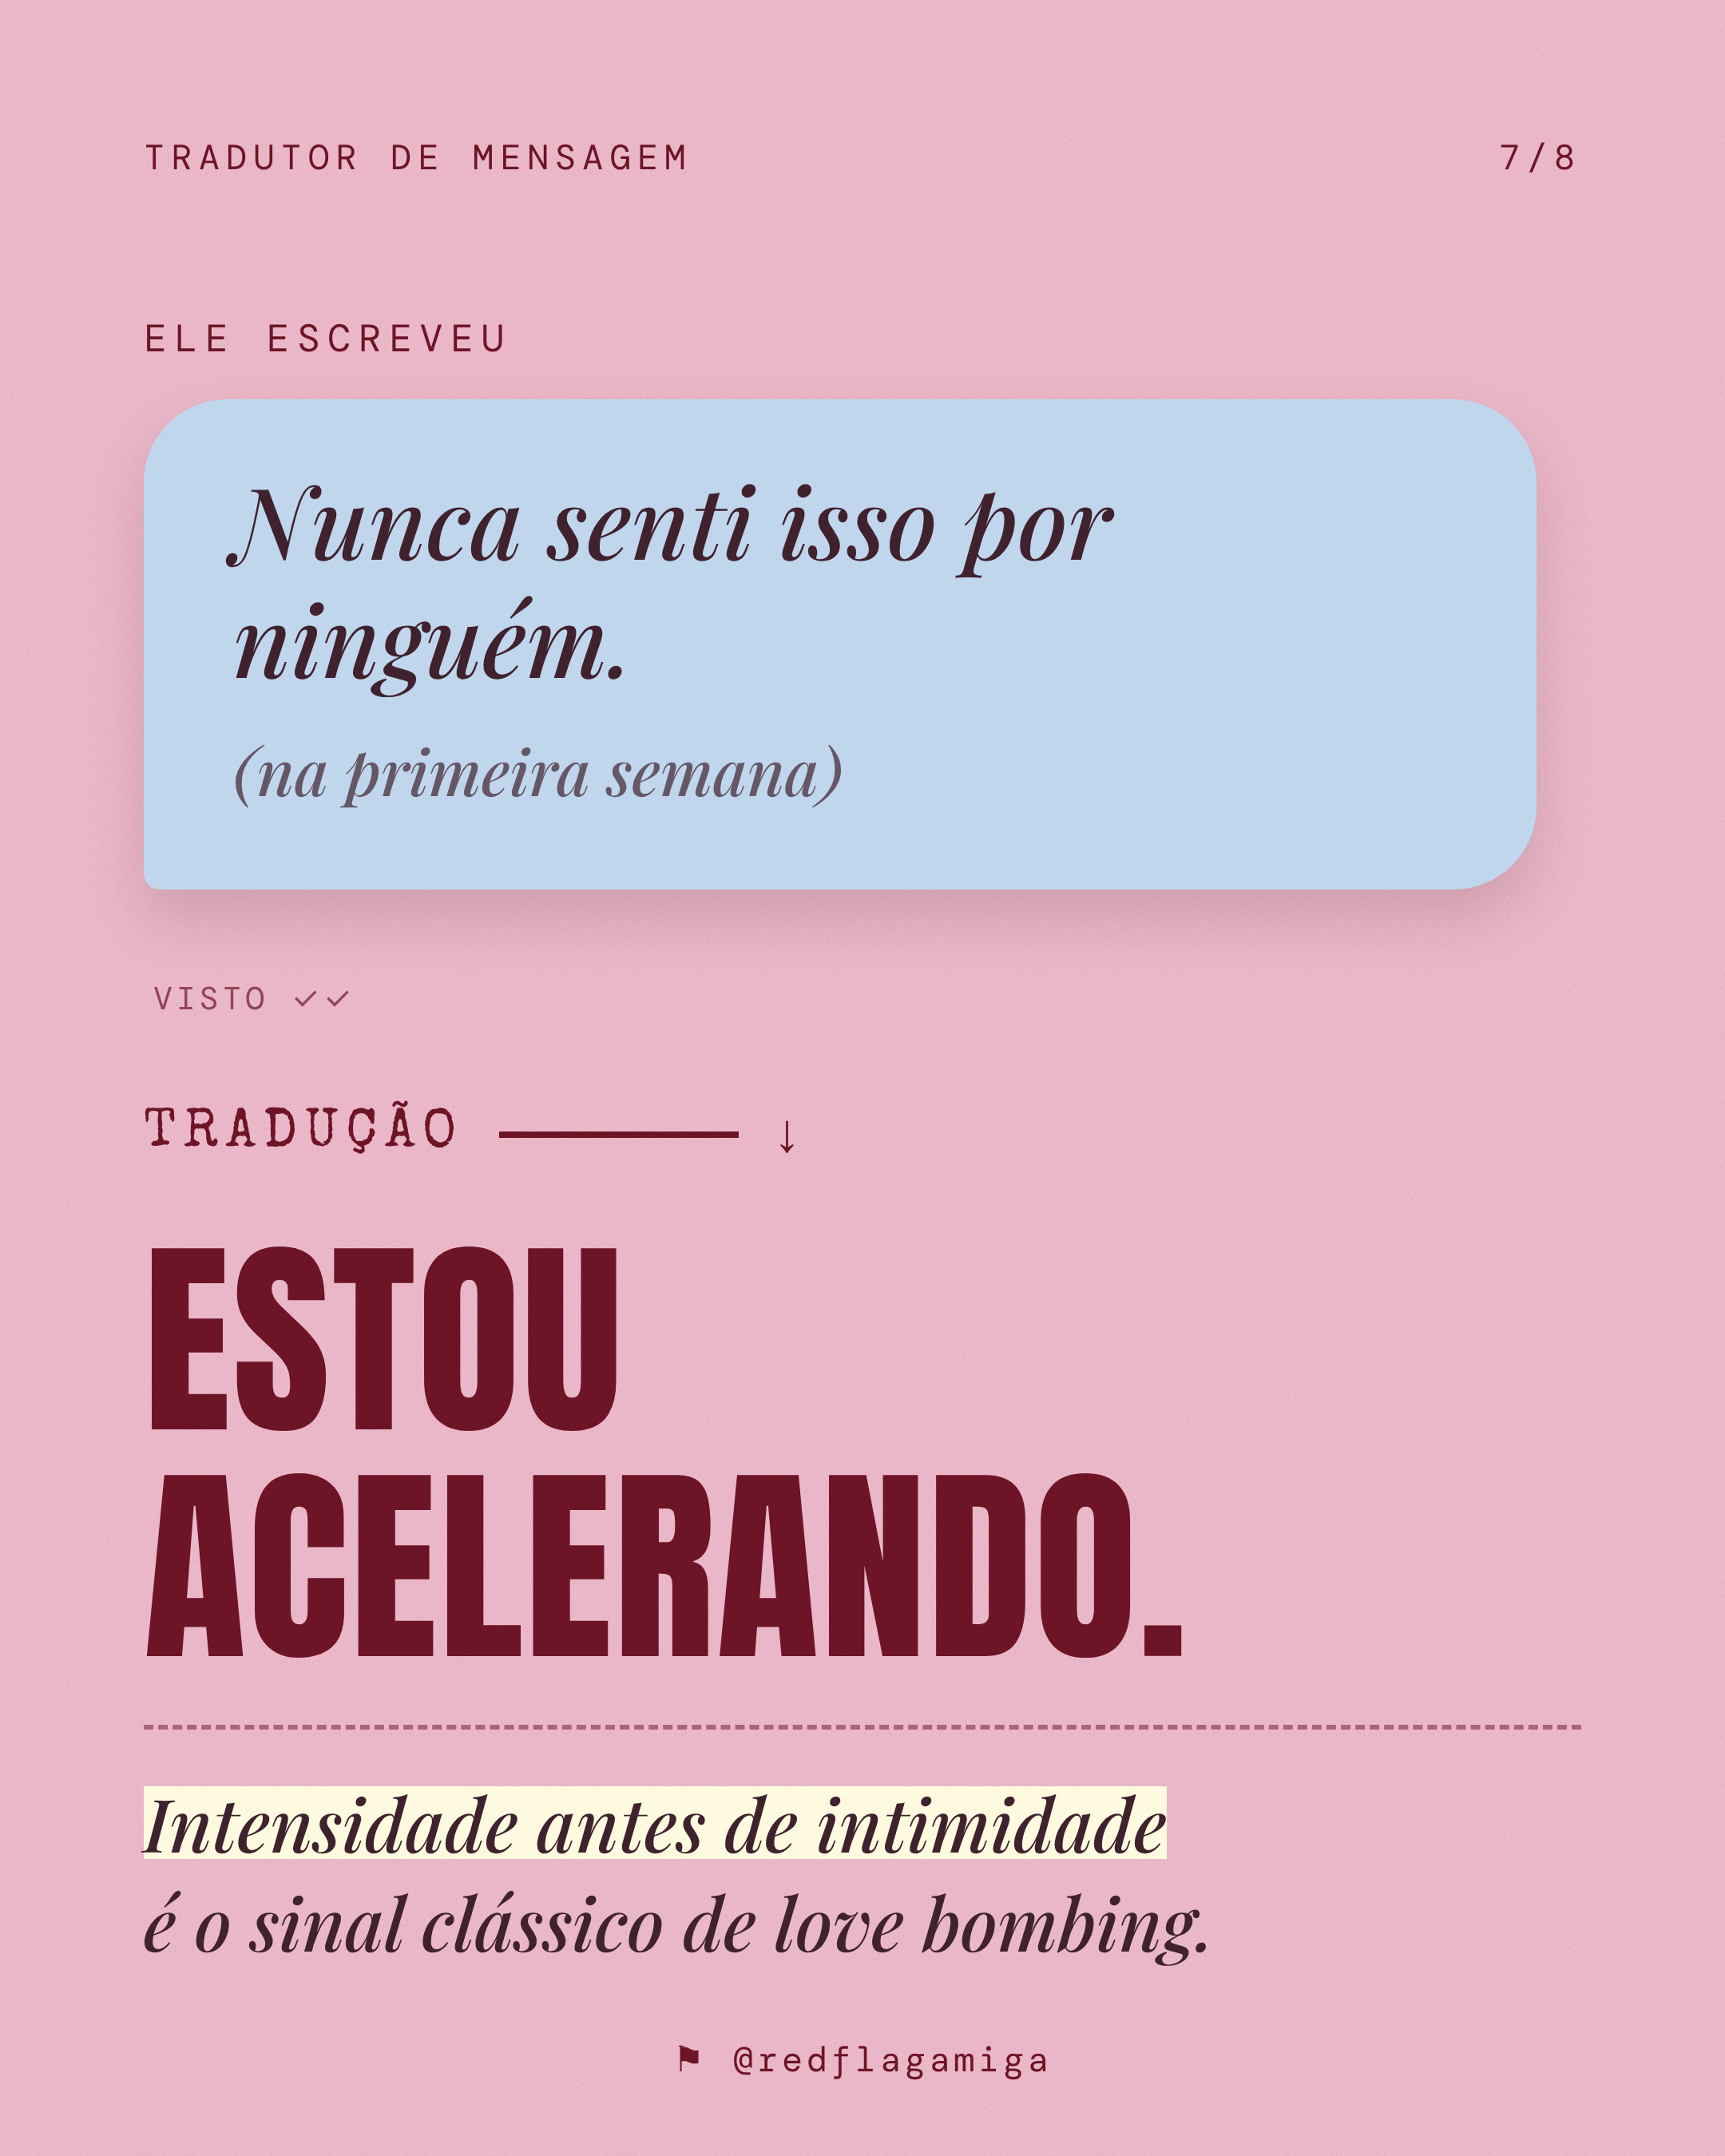 TRADUTOR DE MENSAGEM 7/8
ELE ESCREVEU
Nunca senti isso por
ninguém.
(na primeira semana)
VISTO ✓✓
TRADUÇÃO ↓
ESTOU
ACELERANDO.
Intensidade antes de intimidade
é o sinal clássico de love bombing.
⚑ @redflagamiga